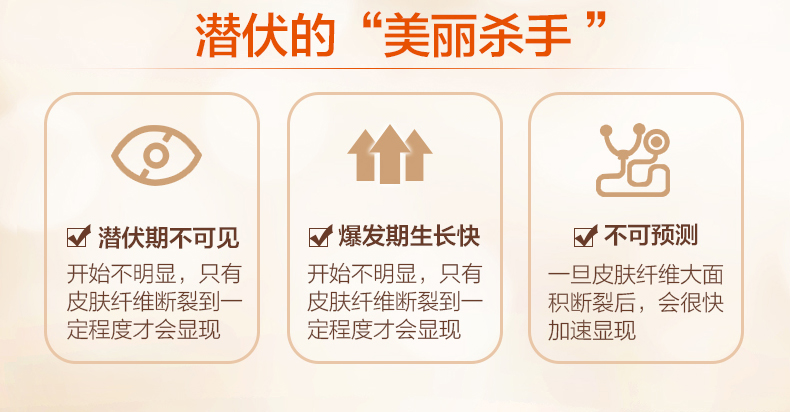 潜伏的“美丽杀手”
潜伏期不可见
开始不明显，只有
皮肤纤维断裂到一
定程度才会显现
爆发期生长快
开始不明显，只有
皮肤纤维断裂到一
定程度才会显现
不可预测
一旦皮肤纤维大面
积断裂后，会很快
加速显现